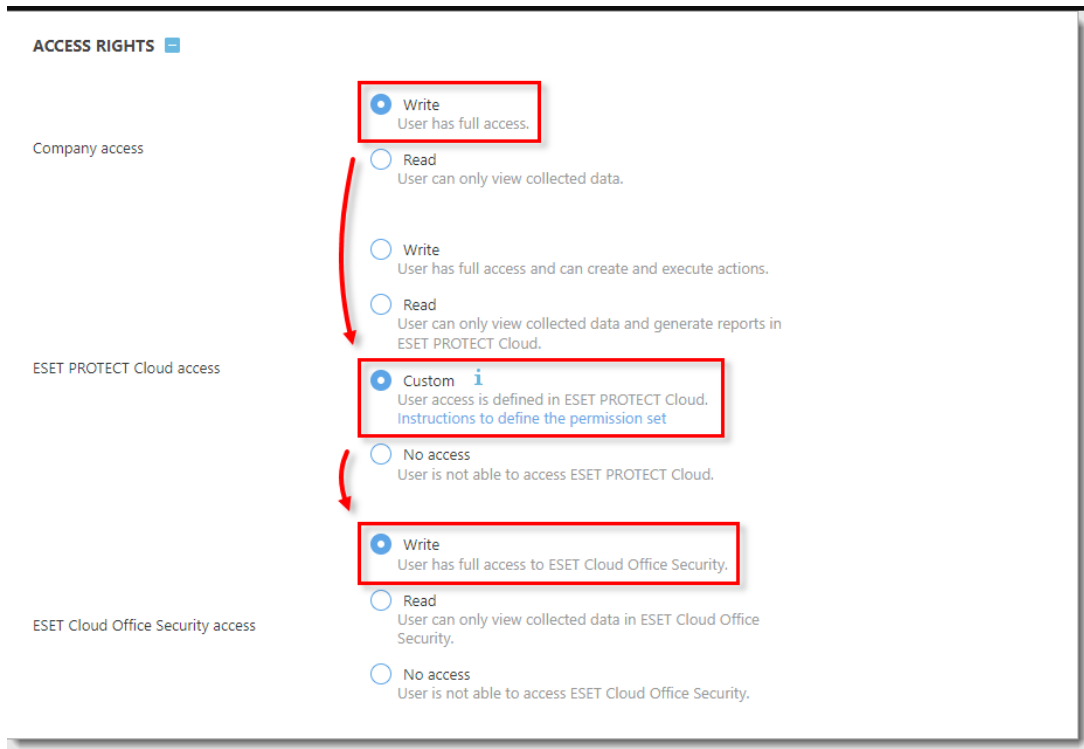 ACCESS RIGHTS
Write
User has full access.
Company access
Read
User can only view collected data.
Write
User has full access and can create and execute actions.
Read
User can only view collected data and generate reports in
ESET PROTECT Cloud.
ESET PROTECT Cloud access
Custom i
User access is defined in ESET PROTECT Cloud.
Instructions to define the permission set
No access
User is not able to access ESET PROTECT Cloud.
Write
User has full access to ESET Cloud Office Security.
Read
User can only view collected data in ESET Cloud Office
Security.
ESET Cloud Office Security access
No access
User is not able to access ESET Cloud Office Security.